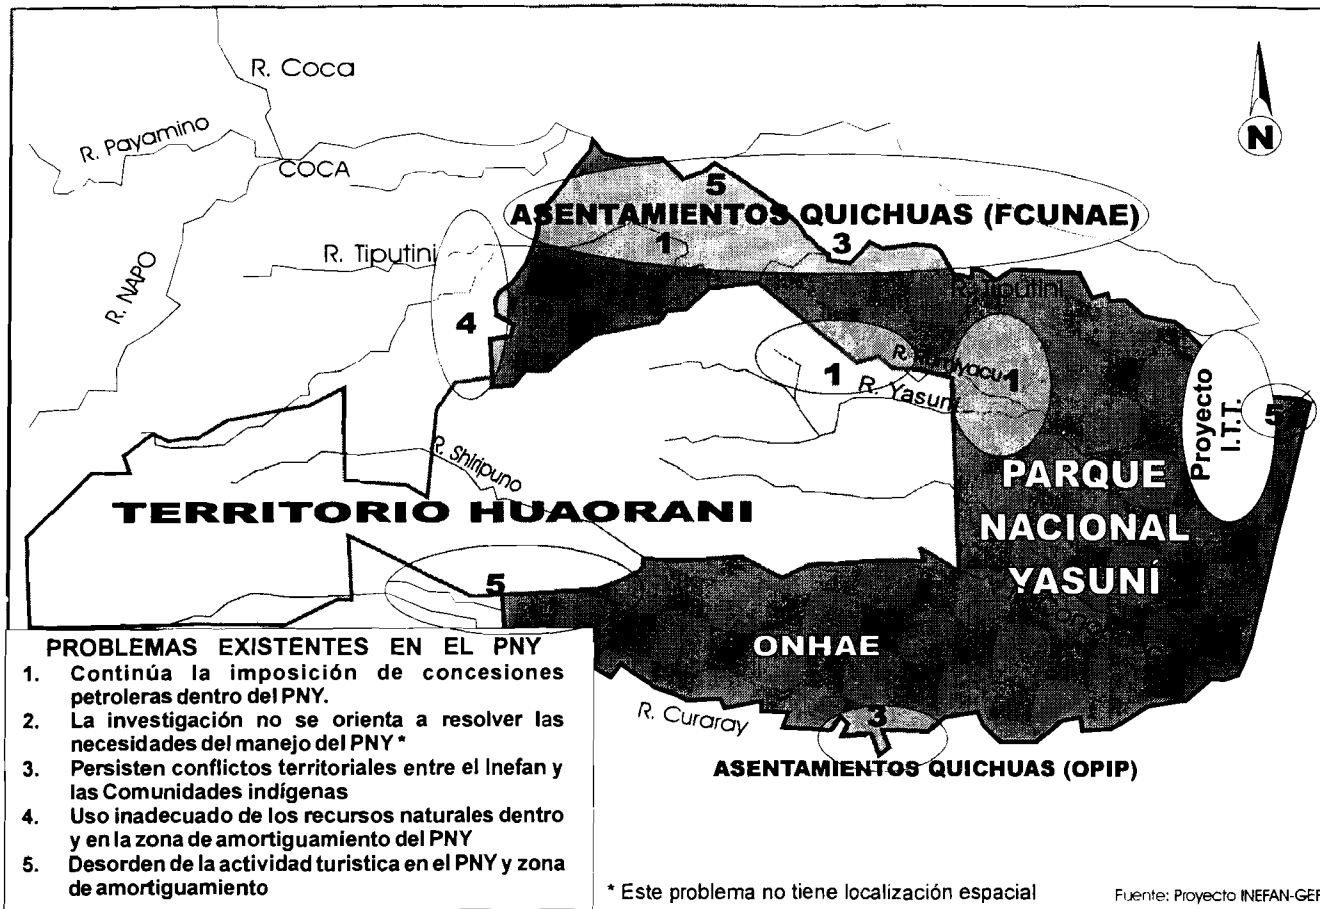 R. Coca
R. Payamino
COCA
N
5
ASENTAMIENTOS QUICHUAS (FCUNAE)
1
3
R. Tiputini
R. NAPO
R. Tiputini
4
1
R. Yasuni
1
Proyecto
I.T.T.
5
R. Shiripuno
PARQUE
NACIONAL
YASUNÍ
TERRITORIO HUAORANI
5
ONHAE
R. Curaray
3
ASENTAMIENTOS QUICHUAS (OPIP)
PROBLEMAS EXISTENTES EN EL PNY
1. Continúa la imposición de concesiones
petroleras dentro del PNY.
2. La investigación no se orienta a resolver las
necesidades del manejo del PNY *
3. Persisten conflictos territoriales entre el Inefan y
las Comunidades indígenas
4. Uso inadecuado de los recursos naturales dentro
y en la zona de amortiguamiento del PNY
5. Desorden de la actividad turistica en el PNY y zona
de amortiguamiento
* Este problema no tiene localización espacial
Fuente: Proyecto INEFAN-GEF